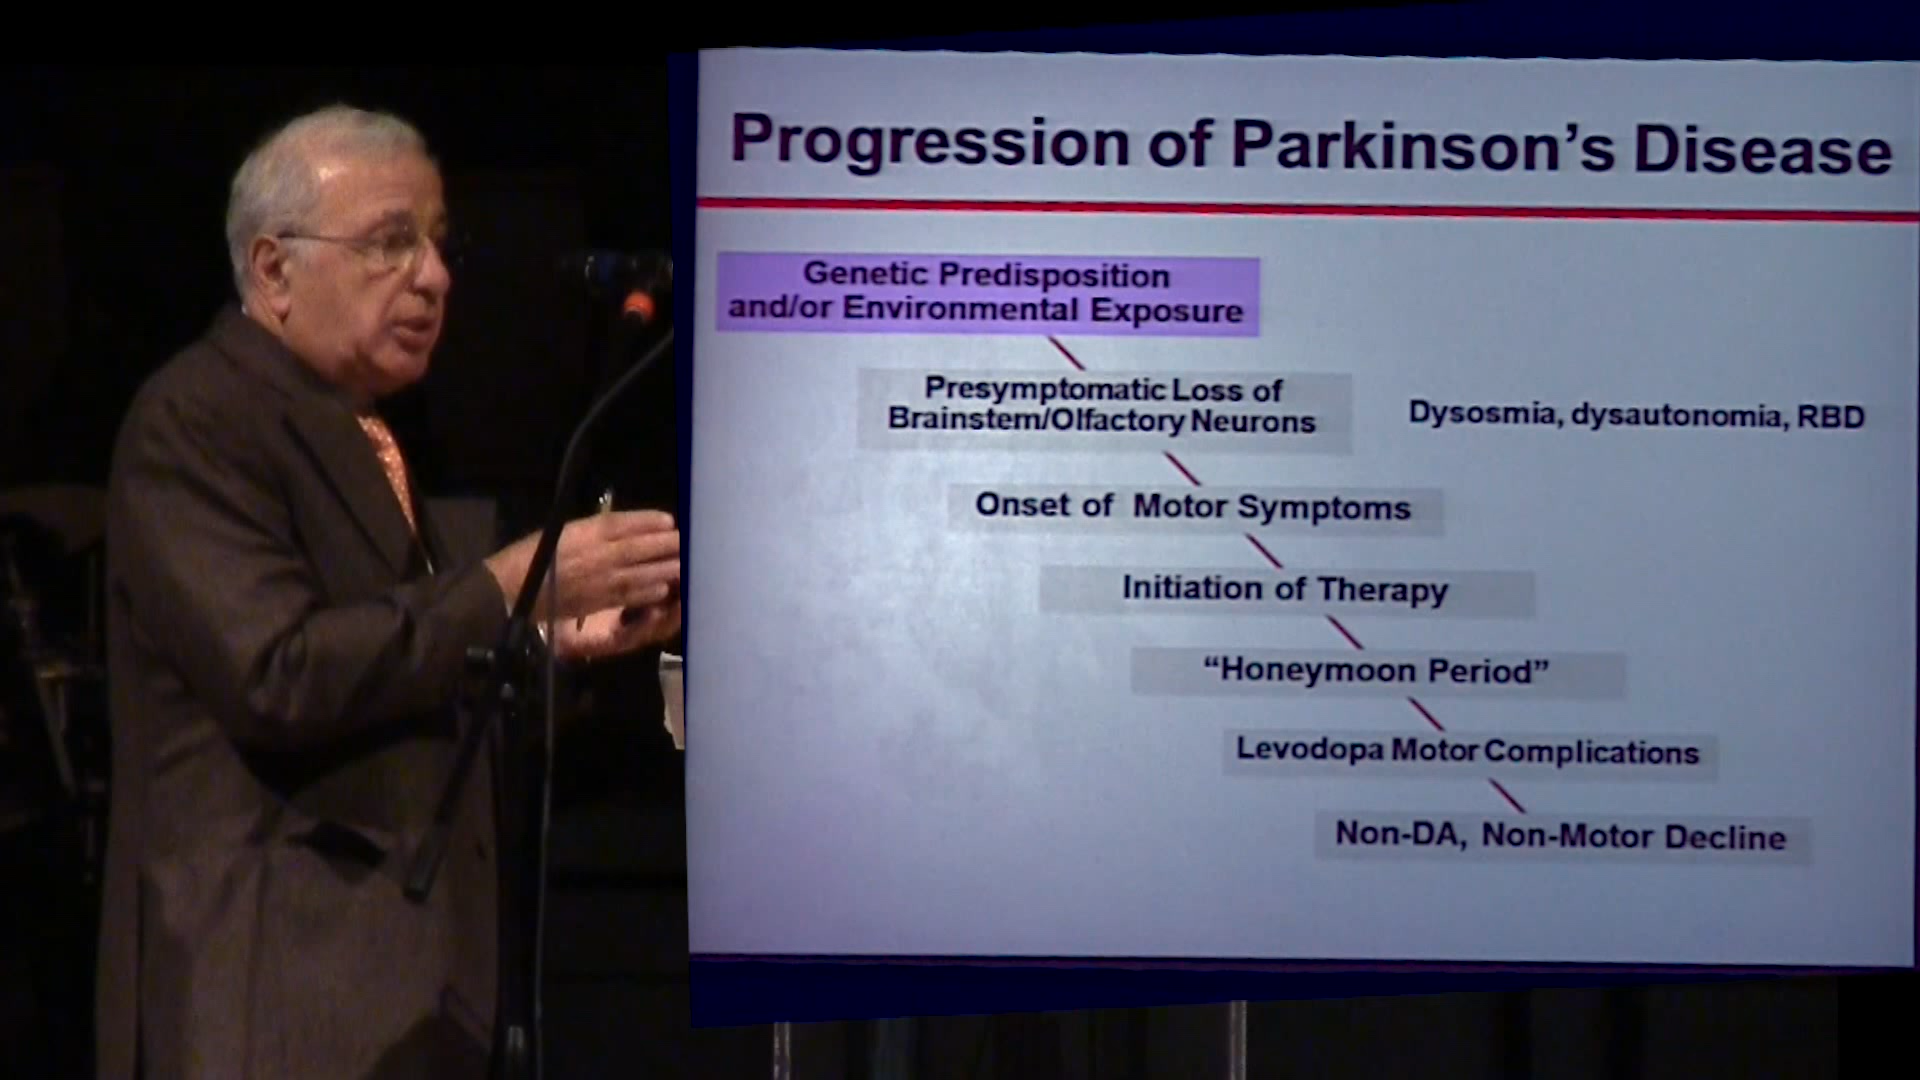 Progression of Parkinson’s Disease
Genetic Predisposition
and/or Environmental Exposure
Presymptomatic Loss of
Brainstem/Olfactory Neurons
Dysosmia, dysautonomia, RBD
Onset of Motor Symptoms
Initiation of Therapy
“Honeymoon Period”
Levodopa Motor Complications
Non-DA, Non-Motor Decline